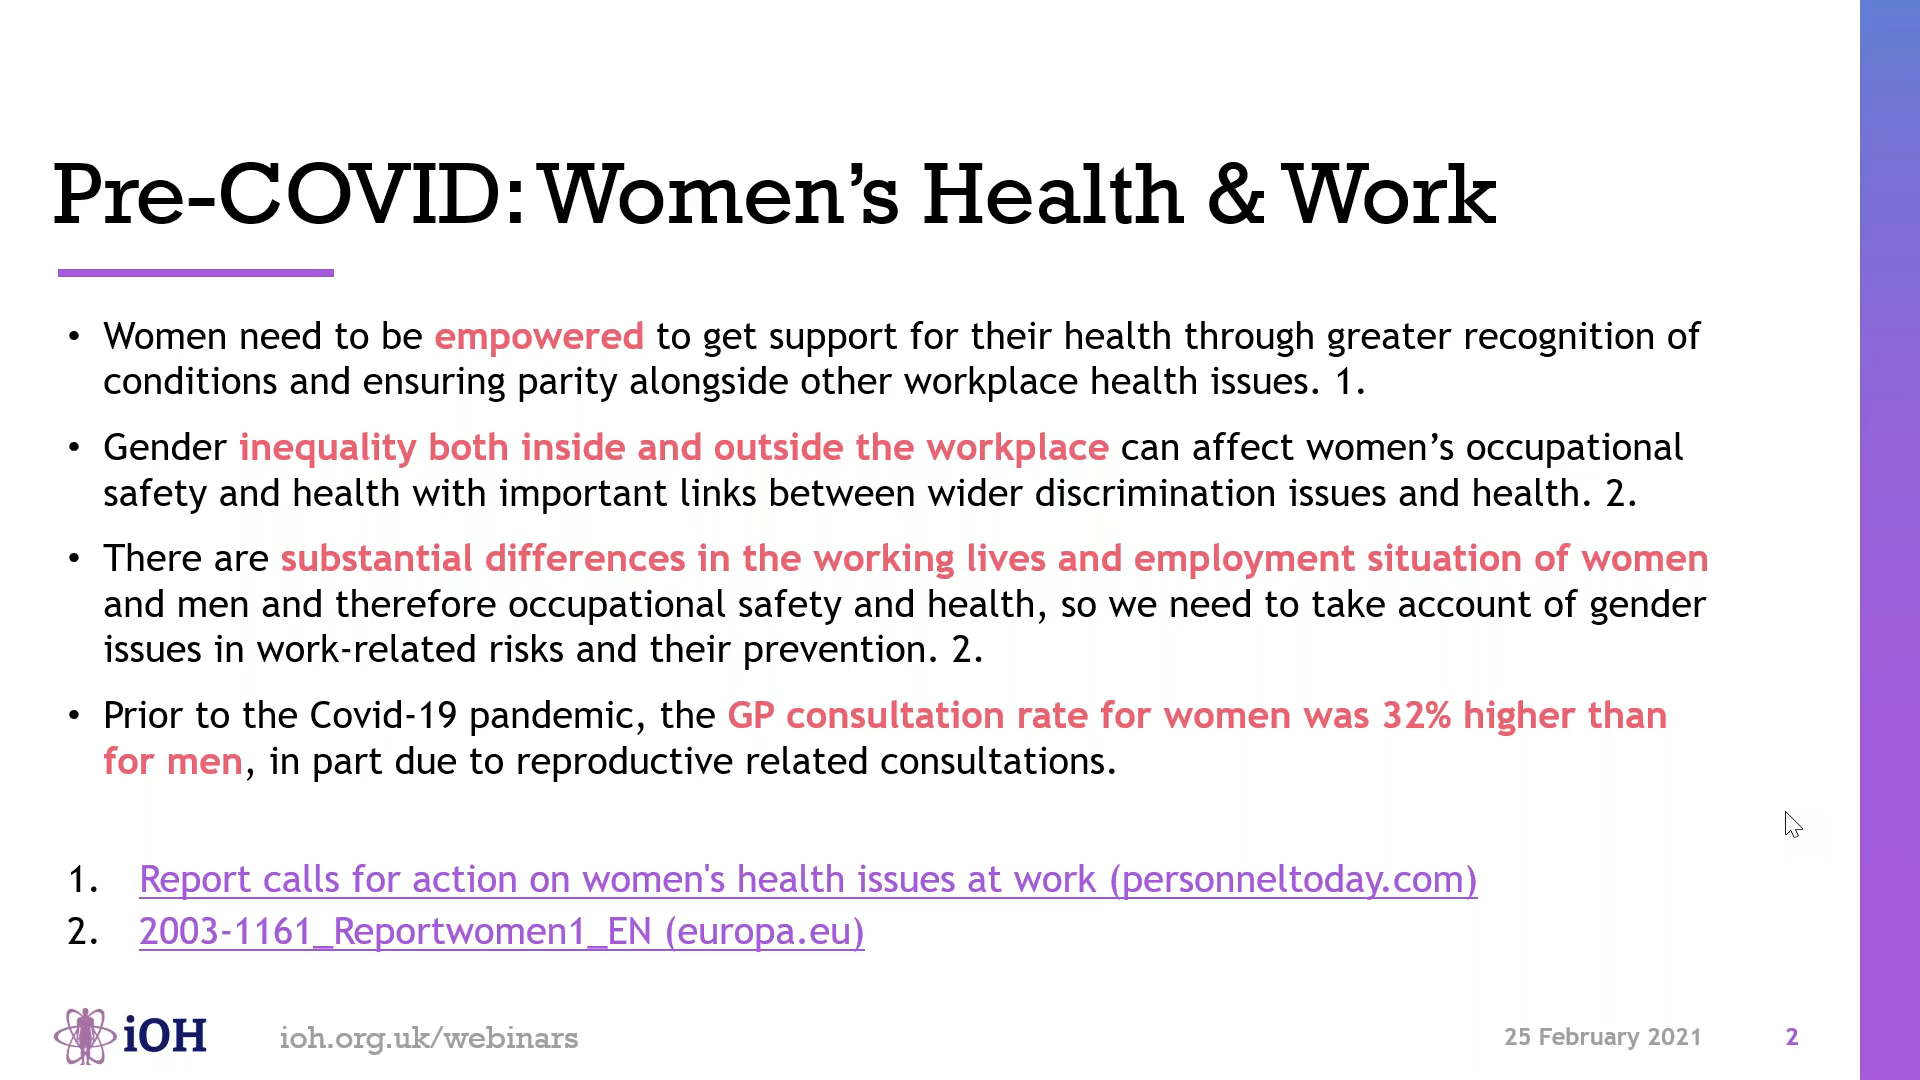 Pre-COVID: Women’s Health & Work
• Women need to be empowered to get support for their health through greater recognition of
conditions and ensuring parity alongside other workplace health issues. 1.
• Gender inequality both inside and outside the workplace can affect women’s occupational
safety and health with important links between wider discrimination issues and health. 2.
• There are substantial differences in the working lives and employment situation of women
and men and therefore occupational safety and health, so we need to take account of gender
issues in work-related risks and their prevention. 2.
• Prior to the Covid-19 pandemic, the GP consultation rate for women was 32% higher than
for men, in part due to reproductive related consultations.
1. Report calls for action on women's health issues at work (personneltoday.com)
2. 2003-1161_Reportwomen1_EN (europa.eu)
iOH ioh.org.uk/webinars 25 February 2021 2